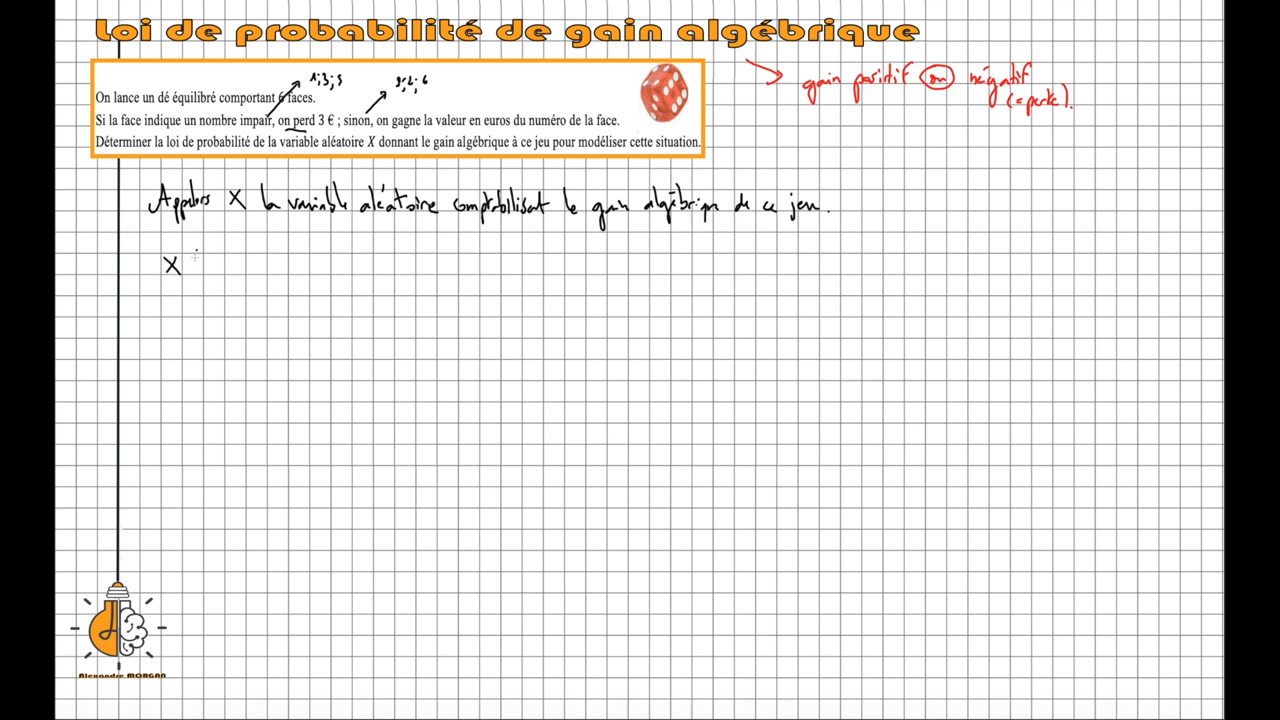 Loi de probabilité de gain algébrique
gain positif ou négatif
(= perte).
1;3;5
2;4;6
On lance un dé équilibré comportant 6 faces.
Si la face indique un nombre impair, on perd 3 € ; sinon, on gagne la valeur en euros du numéro de la face.
Déterminer la loi de probabilité de la variable aléatoire X donnant le gain algébrique à ce jeu pour modéliser cette situation.
Appelons X la variable aléatoire comptabilisant le gain algébrique de ce jeu.
X
Alexandre MORGAN